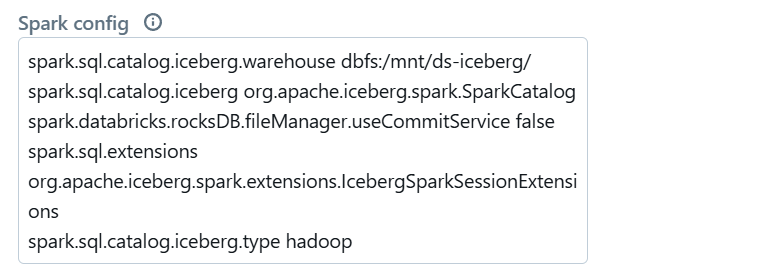 Spark config
spark.sql.catalog.iceberg.warehouse dbfs:/mnt/ds-iceberg/
spark.sql.catalog.iceberg org.apache.iceberg.spark.SparkCatalog
spark.databricks.rocksDB.fileManager.useCommitService false
spark.sql.extensions
org.apache.iceberg.spark.extensions.IcebergSparkSessionExtensi
ons
spark.sql.catalog.iceberg.type hadoop